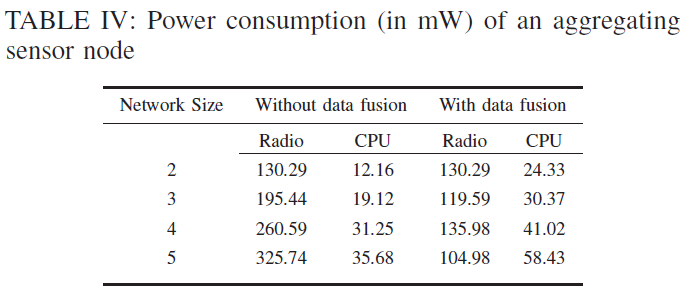 TABLE IV: Power consumption (in mW) of an aggregating
sensor node
Network Size Without data fusion With data fusion
Radio CPU Radio CPU
2 130.29 12.16 130.29 24.33
3 195.44 19.12 119.59 30.37
4 260.59 31.25 135.98 41.02
5 325.74 35.68 104.98 58.43